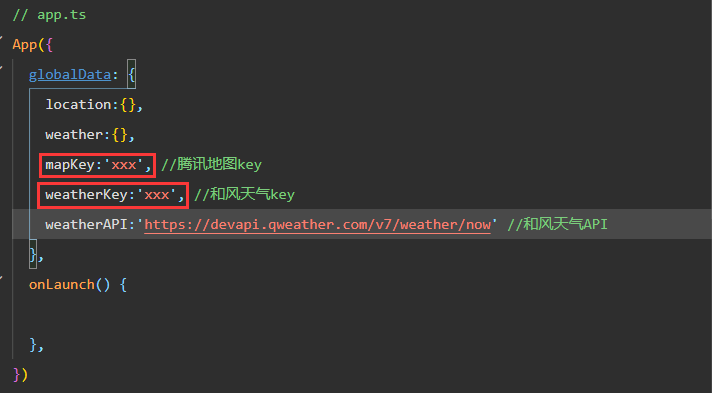 // app.ts
App({
globalData: {
location:{},
weather:{},
mapKey:'xxx', //腾讯地图key
weatherKey:'xxx', //和风天气key
weatherAPI:'https://devapi.qweather.com/v7/weather/now' //和风天气API
},
onLaunch() {
},
})